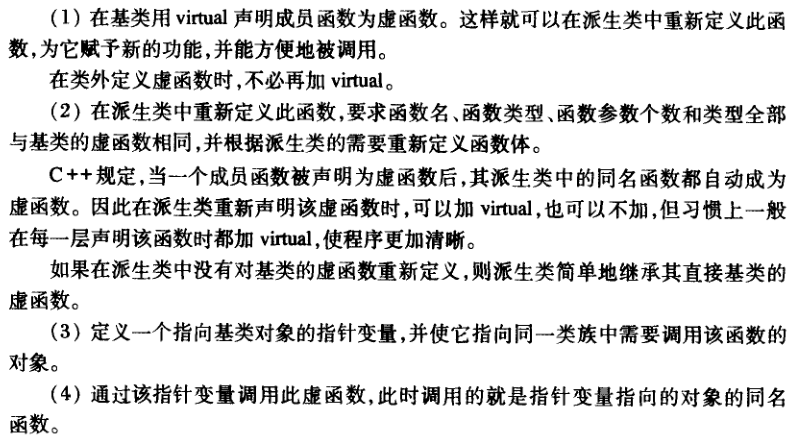 (1) 在基类用 virtual 声明成员函数为虚函数。这样就可以在派生类中重新定义此函
数,为它赋予新的功能,并能方便地被调用。
在类外定义虚函数时,不必再加 virtual。
(2) 在派生类中重新定义此函数,要求函数名、函数类型、函数参数个数和类型全部
与基类的虚函数相同,并根据派生类的需要重新定义函数体。
C++规定,当一个成员函数被声明为虚函数后,其派生类中的同名函数都自动成为
虚函数。因此在派生类重新声明该虚函数时,可以加 virtual,也可以不加,但习惯上一般
在每一层声明该函数时都加 virtual,使程序更加清晰。
如果在派生类中没有对基类的虚函数重新定义,则派生类简单地继承其直接基类的
虚函数。
(3) 定义一个指向基类对象的指针变量,并使它指向同一类族中需要调用该函数的
对象。
(4) 通过该指针变量调用此虚函数,此时调用的就是指针变量指向的对象的同名
函数。